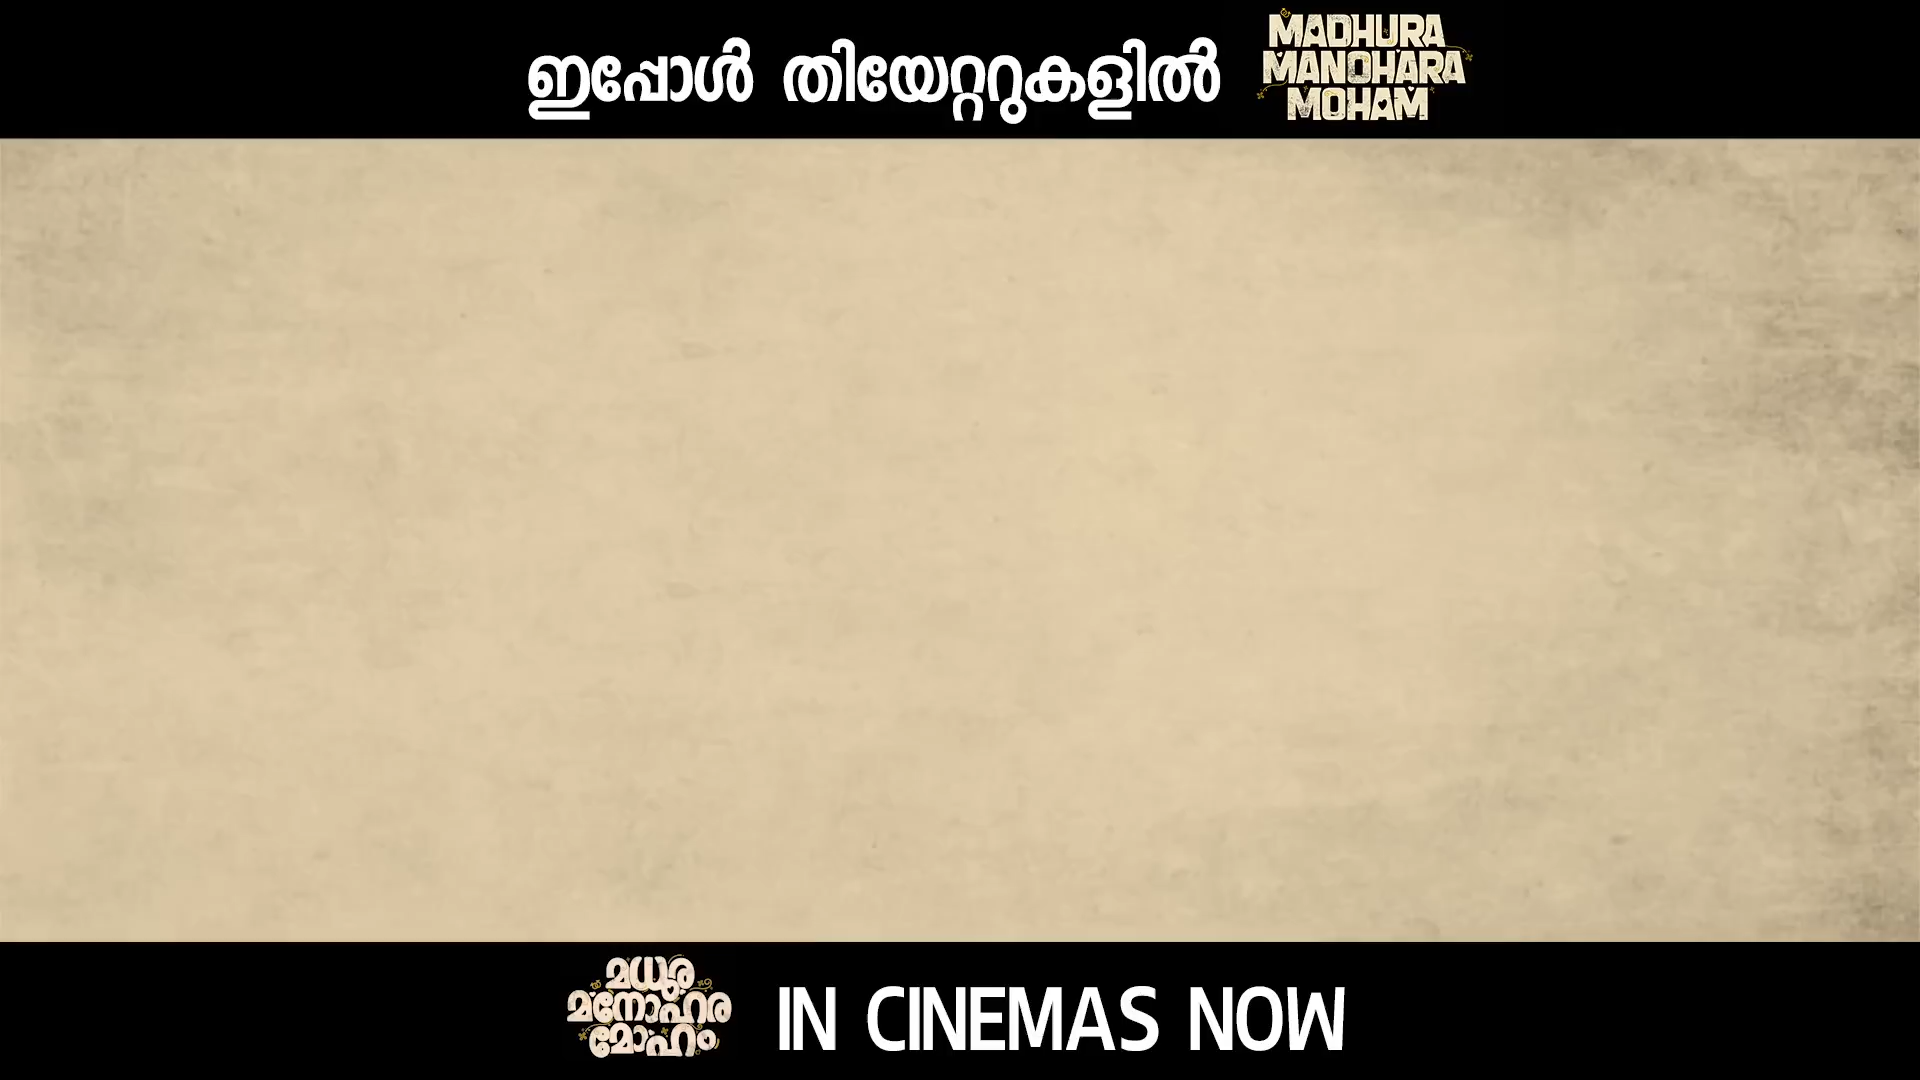 ഇപ്പോൾ തിയേറ്ററുകളിൽ
MADHURA
MANOHARA
MOHAM
മധുര
മനോഹര
മോഹം
IN CINEMAS NOW